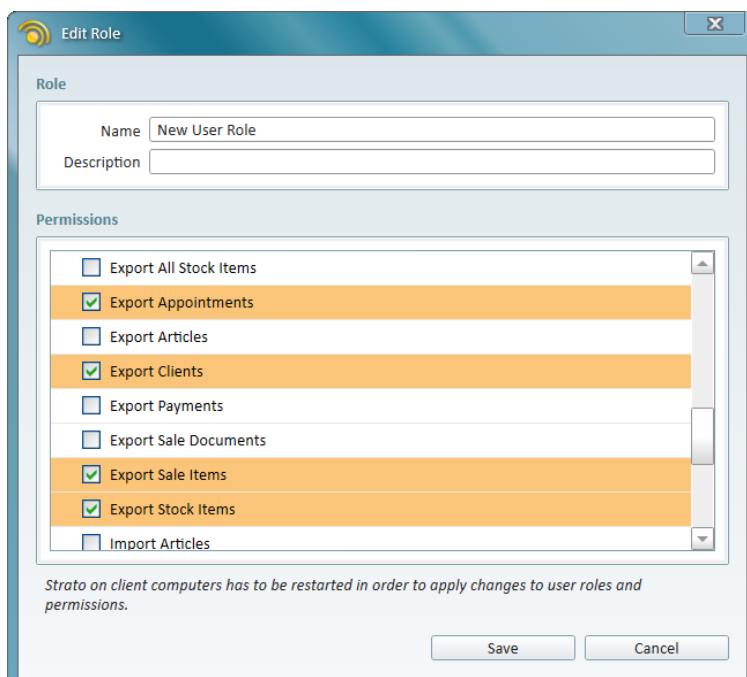 Edit Role
Role
Name New User Role
Description
Permissions
Export All Stock Items
Export Appointments
Export Articles
Export Clients
Export Payments
Export Sale Documents
Export Sale Items
Export Stock Items
Import Articles
Strato on client computers has to be restarted in order to apply changes to user roles and
permissions.
Save Cancel